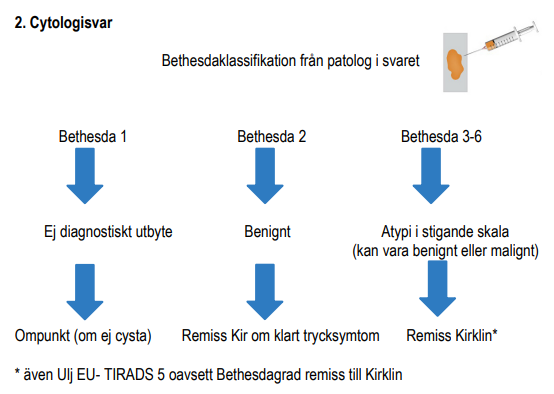 2. Cytologisvar
Bethesdaklassifikation från patolog i svaret
Bethesda 1
Bethesda 2
Bethesda 3-6
Ej diagnostiskt utbyte
Benignt
Atypi i stigande skala
(kan vara benignt eller malignt)
Ompunkt (om ej cysta)
Remiss Kir om klart trycksymtom
Remiss Kirklin*
* även Ulj EU- TIRADS 5 oavsett Bethesdagrad remiss till Kirklin